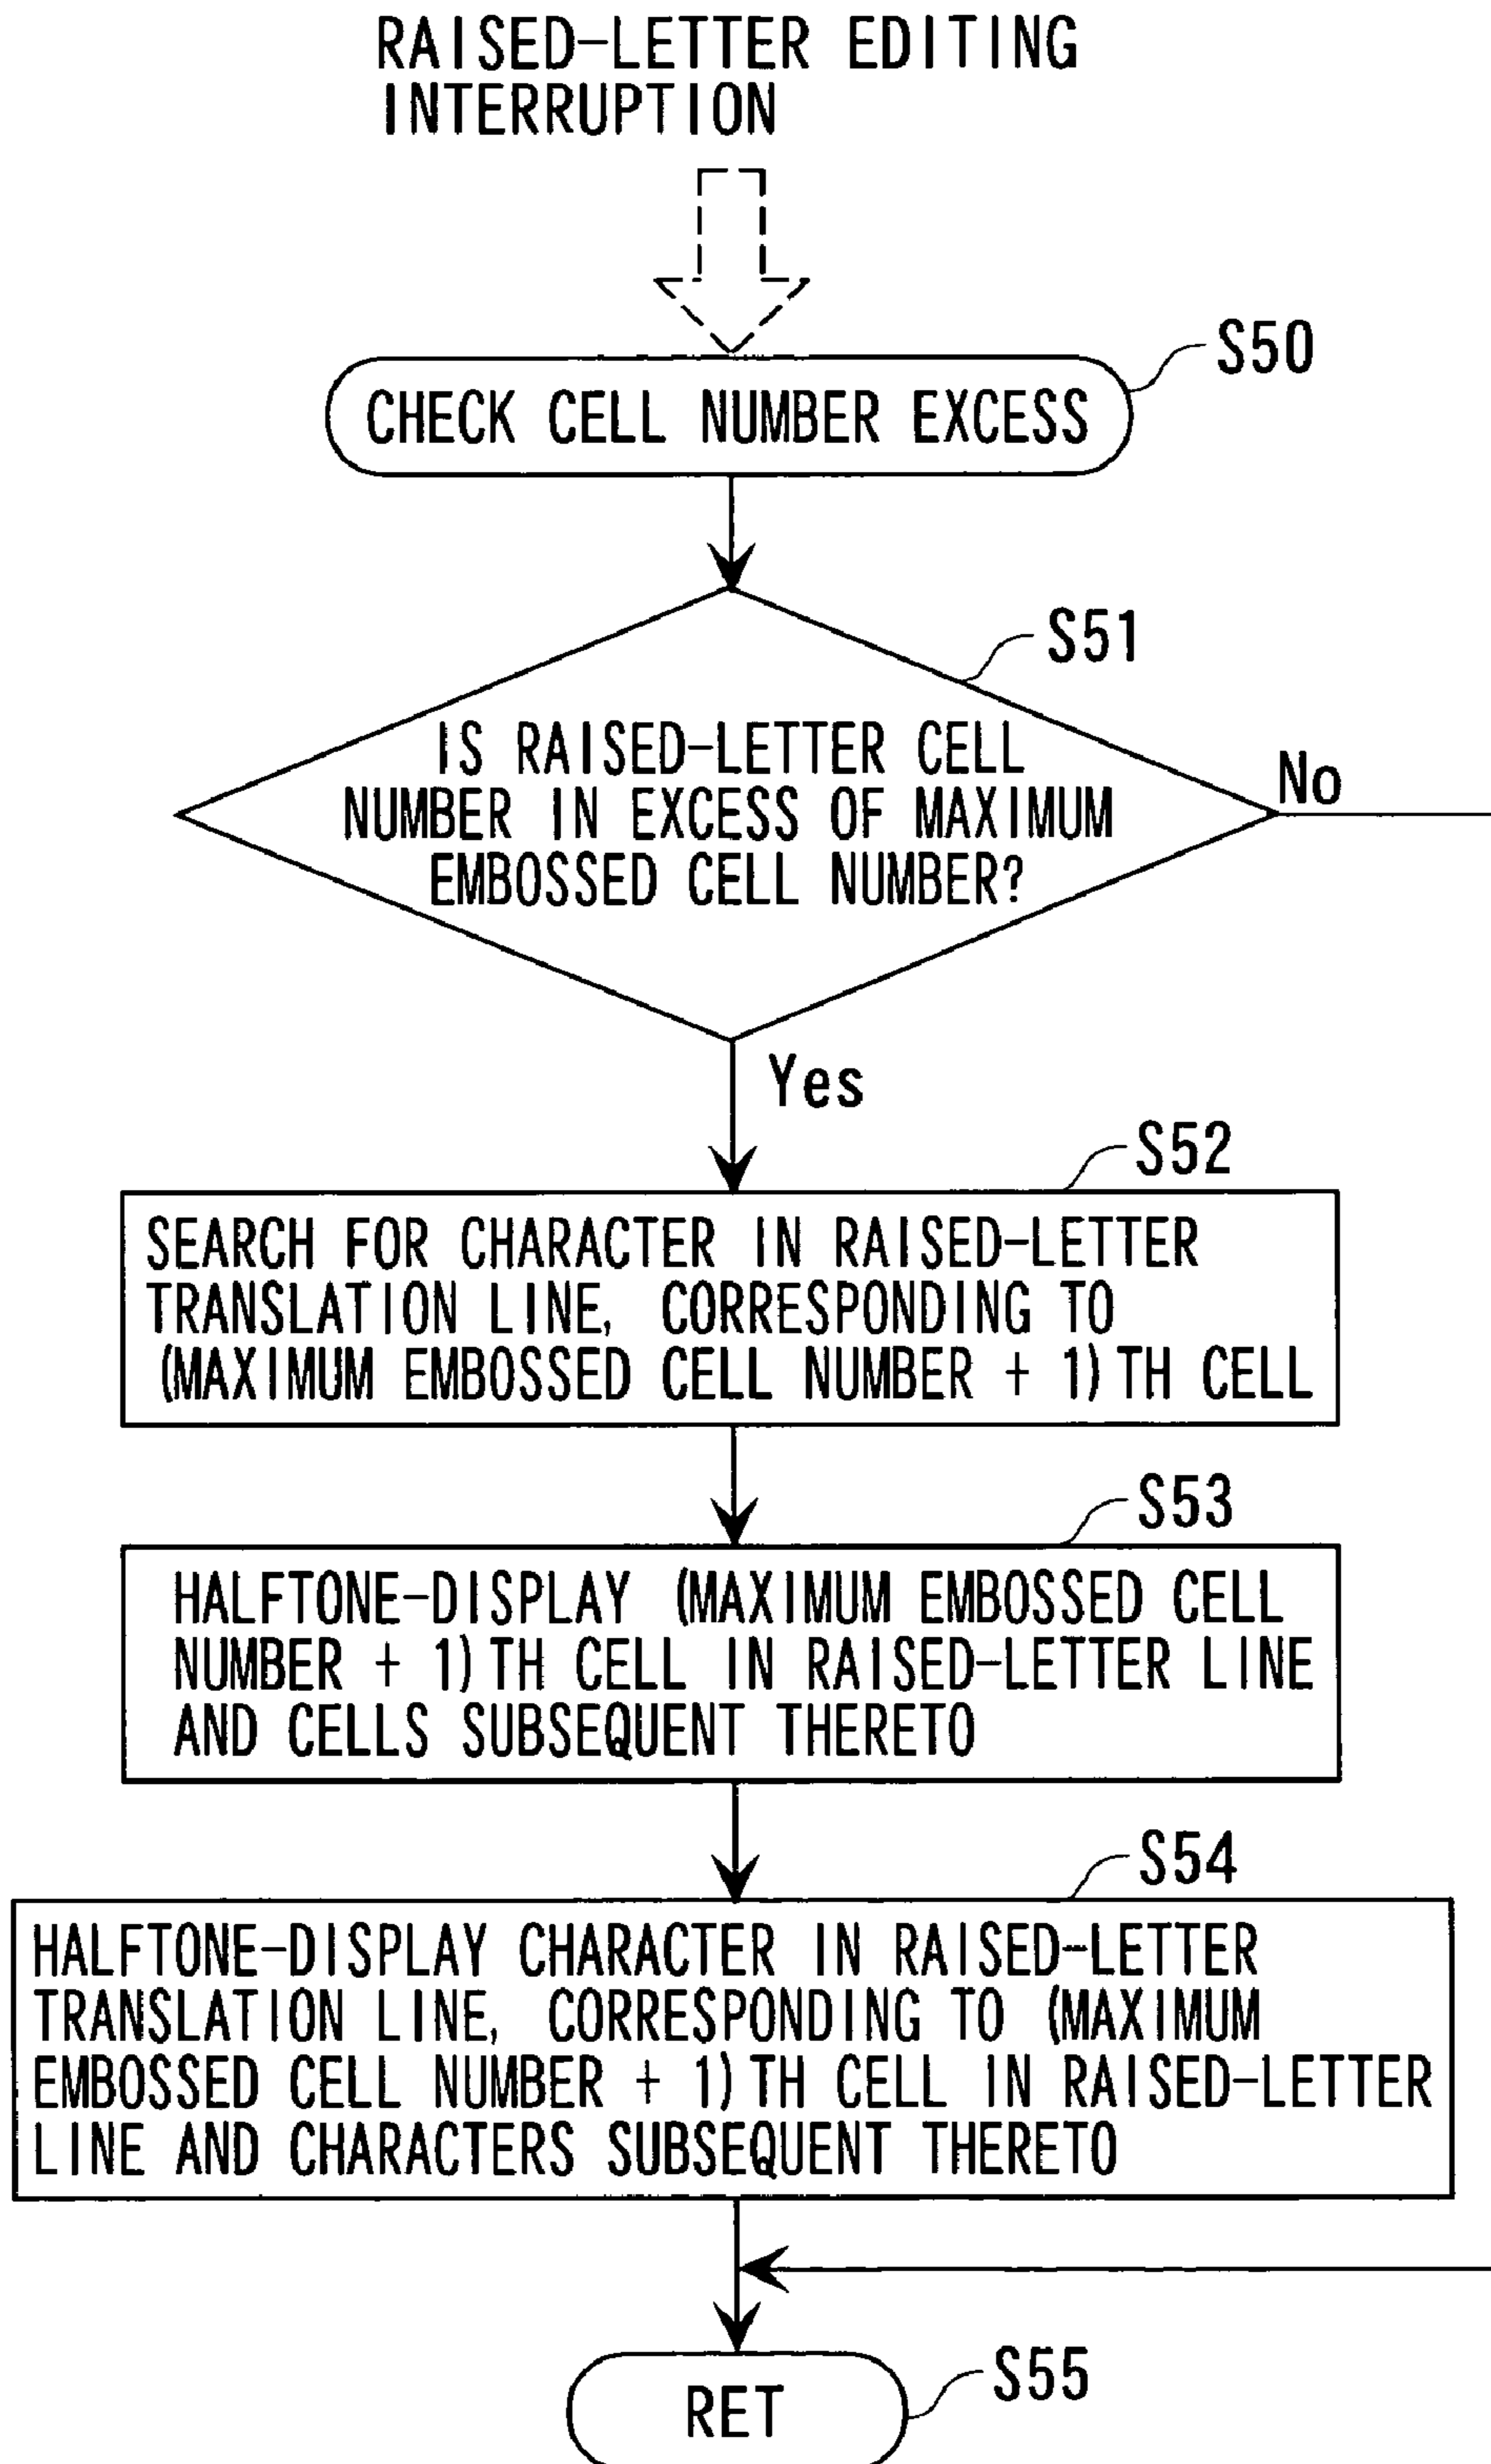 RAISED-LETTER EDITING
INTERRUPTION
S50
CHECK CELL NUMBER EXCESS
S51
IS RAISED-LETTER CELL
NUMBER IN EXCESS OF MAXIMUM
EMBOSSED CELL NUMBER?
No
Yes
S52
SEARCH FOR CHARACTER IN RAISED-LETTER
TRANSLATION LINE, CORRESPONDING TO
(MAXIMUM EMBOSSED CELL NUMBER + 1)TH CELL
S53
HALFTONE-DISPLAY (MAXIMUM EMBOSSED CELL
NUMBER + 1)TH CELL IN RAISED-LETTER LINE
AND CELLS SUBSEQUENT THERETO
S54
HALFTONE-DISPLAY CHARACTER IN RAISED-LETTER
TRANSLATION LINE, CORRESPONDING TO (MAXIMUM
EMBOSSED CELL NUMBER + 1)TH CELL IN RAISED-LETTER
LINE AND CHARACTERS SUBSEQUENT THERETO
S55
RET